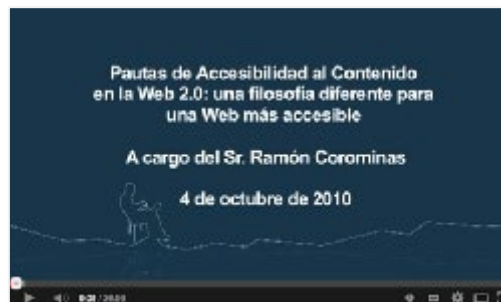 Pautas de Accesibilidad al Contenido
en la Web 2.0: una filosofía diferente para
una Web más accesible
A cargo del Sr. Ramón Corominas
4 de octubre de 2010